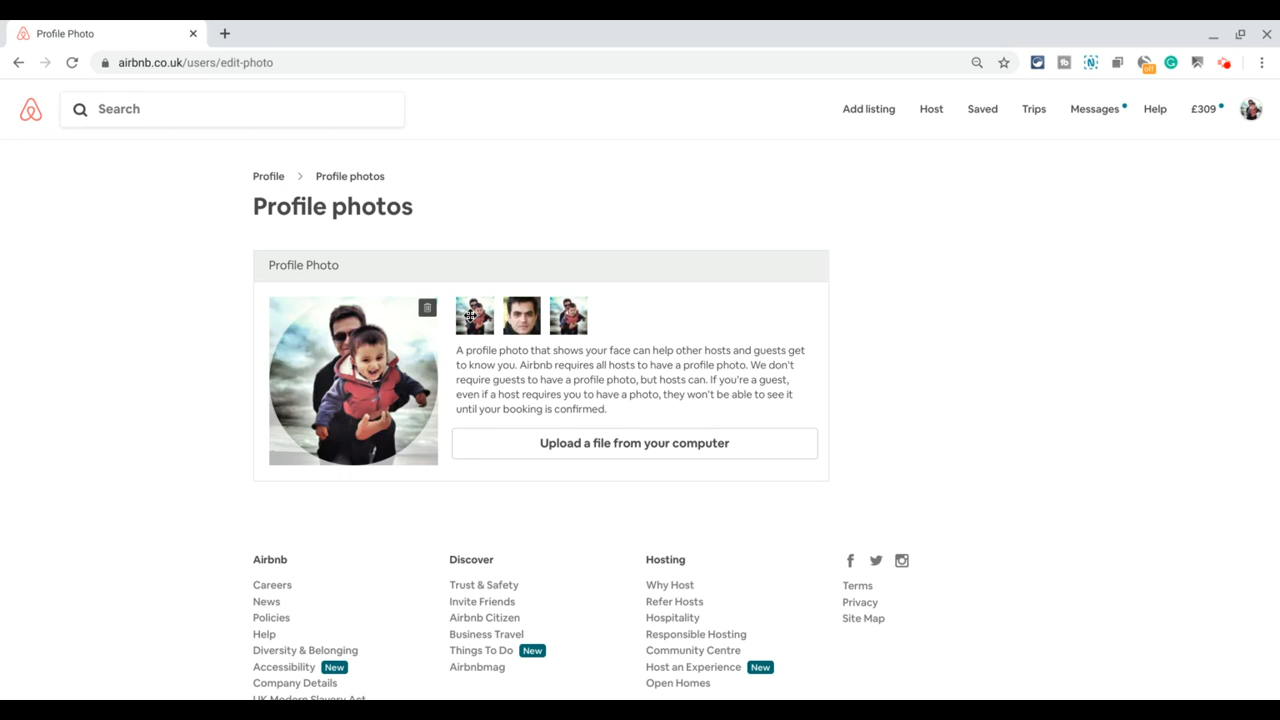 Profile Photo
airbnb.co.uk/users/edit-photo
off
Search
Add listing
Host
Saved
Trips
Messages
Help
£309
Profile
Profile photos
Profile photos
Profile Photo
A profile photo that shows your face can help other hosts and guests get
to know you. Airbnb requires all hosts to have a profile photo. We don't
require guests to have a profile photo, but hosts can. If you're a guest,
even if a host requires you to have a photo, they won't be able to see it
until your booking is confirmed.
Upload a file from your computer
Airbnb
Careers
News
Policies
Help
Diversity & Belonging
Accessibility New
Company Details
UK Modern Slavery Act
Discover
Trust & Safety
Invite Friends
Airbnb Citizen
Business Travel
Things To Do New
Airbnbmag
Hosting
Why Host
Refer Hosts
Hospitality
Responsible Hosting
Community Centre
Host an Experience New
Open Homes
Terms
Privacy
Site Map